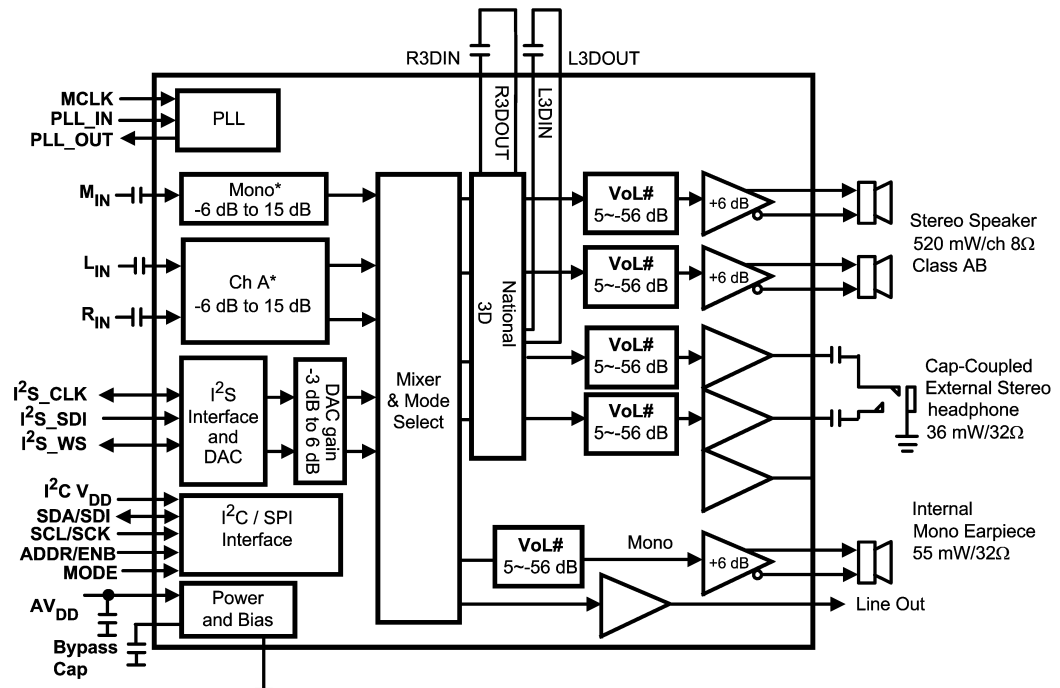 R3DIN
L3DOUT
R3DOUT
L3DIN
MCLK
PLL_IN
PLL_OUT
PLL
M_IN
Mono*
-6 dB to 15 dB
L_IN
R_IN
Ch A*
-6 dB to 15 dB
I²S_CLK
I²S_SDI
I²S_WS
I²S
Interface
and
DAC
DAC gain
-3 dB to 6 dB
I²C V_DD
SDA/SDI
SCL/SCK
ADDR/ENB
MODE
I²C / SPI
Interface
AV_DD
Bypass
Cap
Power
and Bias
Mixer
& Mode
Select
National
3D
VoL#
5~-56 dB
+6 dB
VoL#
5~-56 dB
+6 dB
Stereo Speaker
520 mW/ch 8Ω
Class AB
VoL#
5~-56 dB
VoL#
5~-56 dB
Cap-Coupled
External Stereo
headphone
36 mW/32Ω
VoL#
5~-56 dB
Mono
+6 dB
Internal
Mono Earpiece
55 mW/32Ω
Line Out